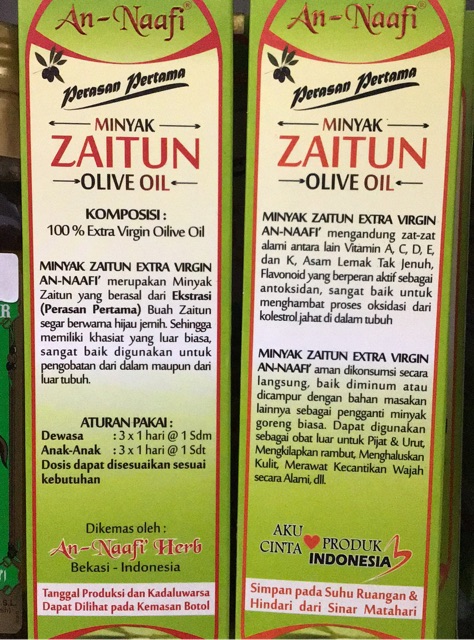 An-Naafi®
Perasan Pertama
MINYAK
ZAITUN
OLIVE OIL
KOMPOSISI :
100 % Extra Virgin Oilive Oil
MINYAK ZAITUN EXTRA VIRGIN
AN-NAAFI' merupakan Minyak
Zaitun yang berasal dari Ekstrasi
(Perasan Pertama) Buah Zaitun
segar berwarna hijau jernih. Sehingga
memiliki khasiat yang luar biasa,
sangat baik digunakan untuk
pengobatan dari dalam maupun dari
luar tubuh.
ATURAN PAKAI :
Dewasa : 3 x 1 hari @ 1 Sdm
Anak-Anak : 3 x 1 hari @ 1 Sdt
Dosis dapat disesuaikan sesuai
kebutuhan
Dikemas oleh :
An-Naafi' Herb
Bekasi - Indonesia
Tanggal Produksi dan Kadaluwarsa
Dapat Dilihat pada Kemasan Botol
An-Naafi®
Perasan Pertama
MINYAK
ZAITUN
OLIVE OIL
MINYAK ZAITUN EXTRA VIRGIN
AN-NAAFI' mengandung zat-zat
alami antara lain Vitamin A, C, D, E,
dan K, Asam Lemak Tak Jenuh,
Flavonoid yang berperan aktif sebagai
antoksidan, sangat baik untuk
menghambat proses oksidasi dari
kolestrol jahat di dalam tubuh
MINYAK ZAITUN EXTRA VIRGIN
AN-NAAFI' aman dikonsumsi secara
langsung, baik diminum atau
dicampur dengan bahan masakan
lainnya sebagai pengganti minyak
goreng biasa. Dapat digunakan
sebagai obat luar untuk Pijat & Urut,
Mengkilapkan rambut, Menghaluskan
Kulit, Merawat Kecantikan Wajah
secara Alami, dll.
AKU
CINTA PRODUK
INDONESIA
Simpan pada Suhu Ruangan &
Hindari dari Sinar Matahari